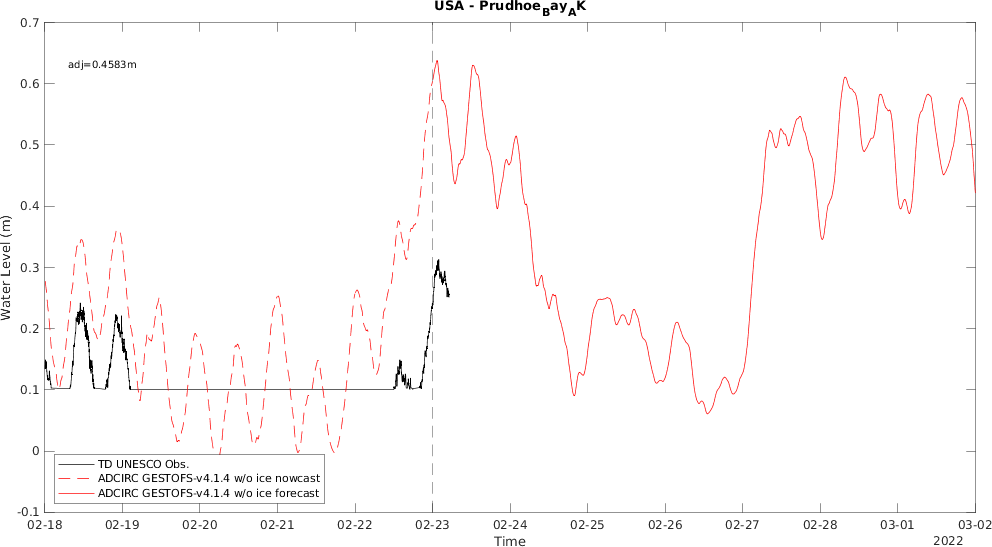 USA - Prudhoe_Bay_AK
adj=0.4583m
0.7
0.6
0.5
0.4
0.3
0.2
0.1
0
-0.1
Water Level (m)
TD UNESCO Obs.
ADCIRC GESTOFS-v4.1.4 w/o ice nowcast
ADCIRC GESTOFS-v4.1.4 w/o ice forecast
02-18 02-19 02-20 02-21 02-22 02-23 02-24 02-25 02-26 02-27 02-28 03-01 03-02
Time
2022